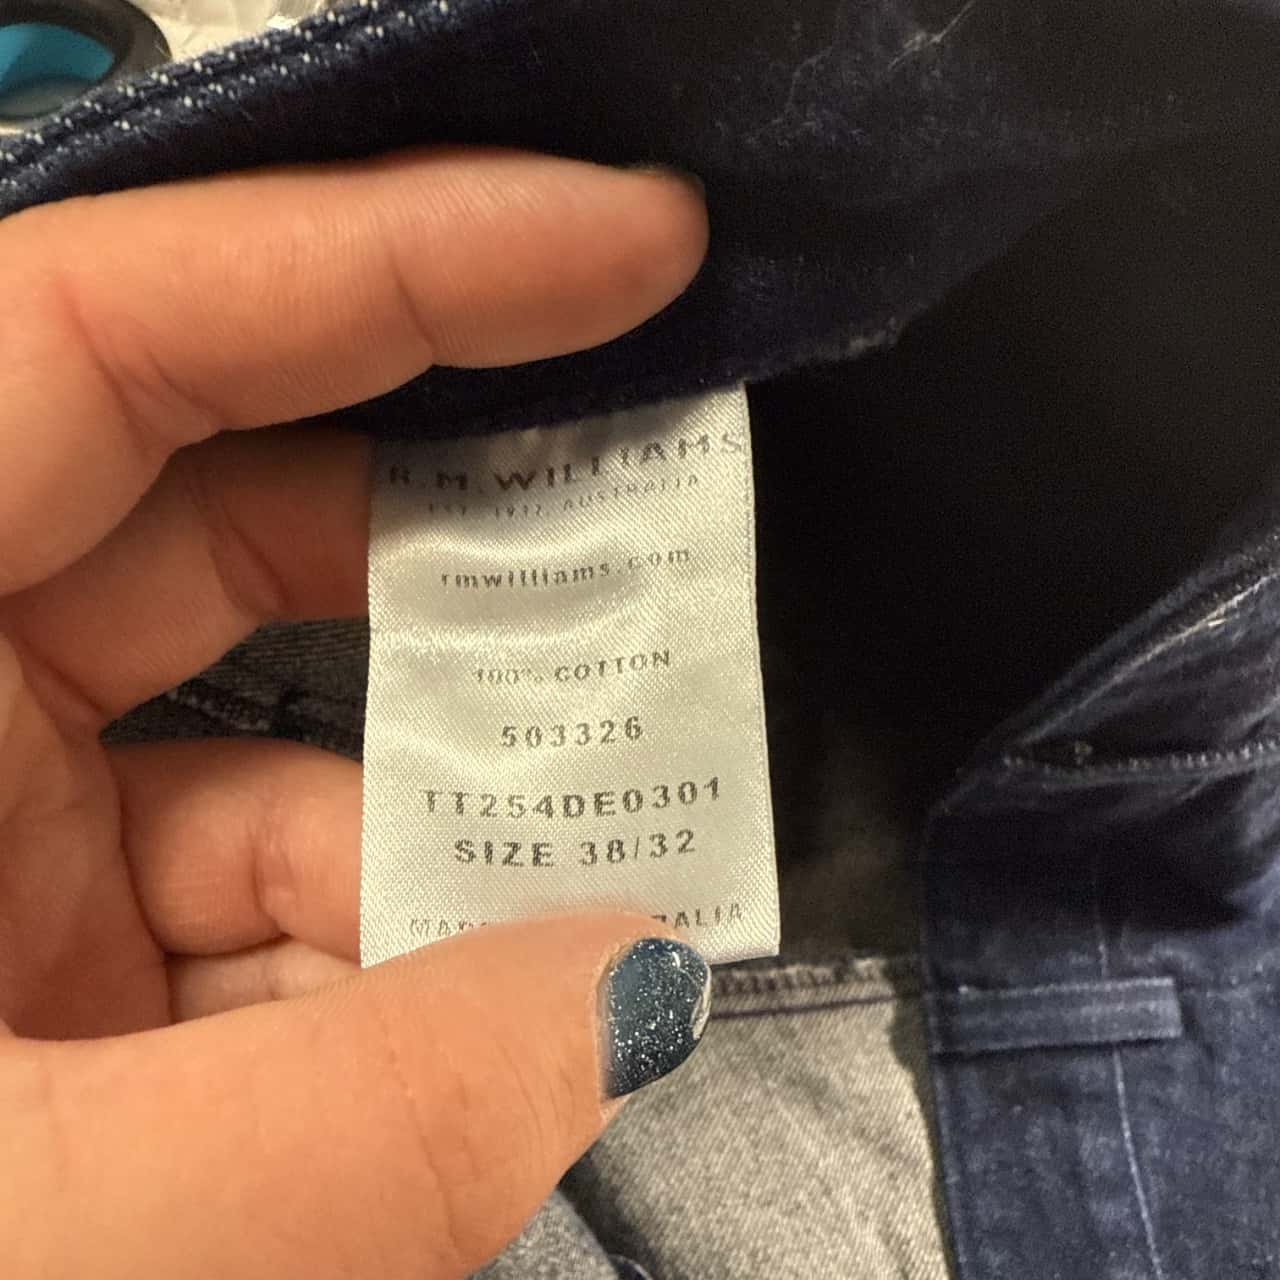 R.M.WILLIAMS
EST. 1932, AUSTRALIA
rmwilliams.com
100% COTTON
503326
TT254DE0301
SIZE 38/32